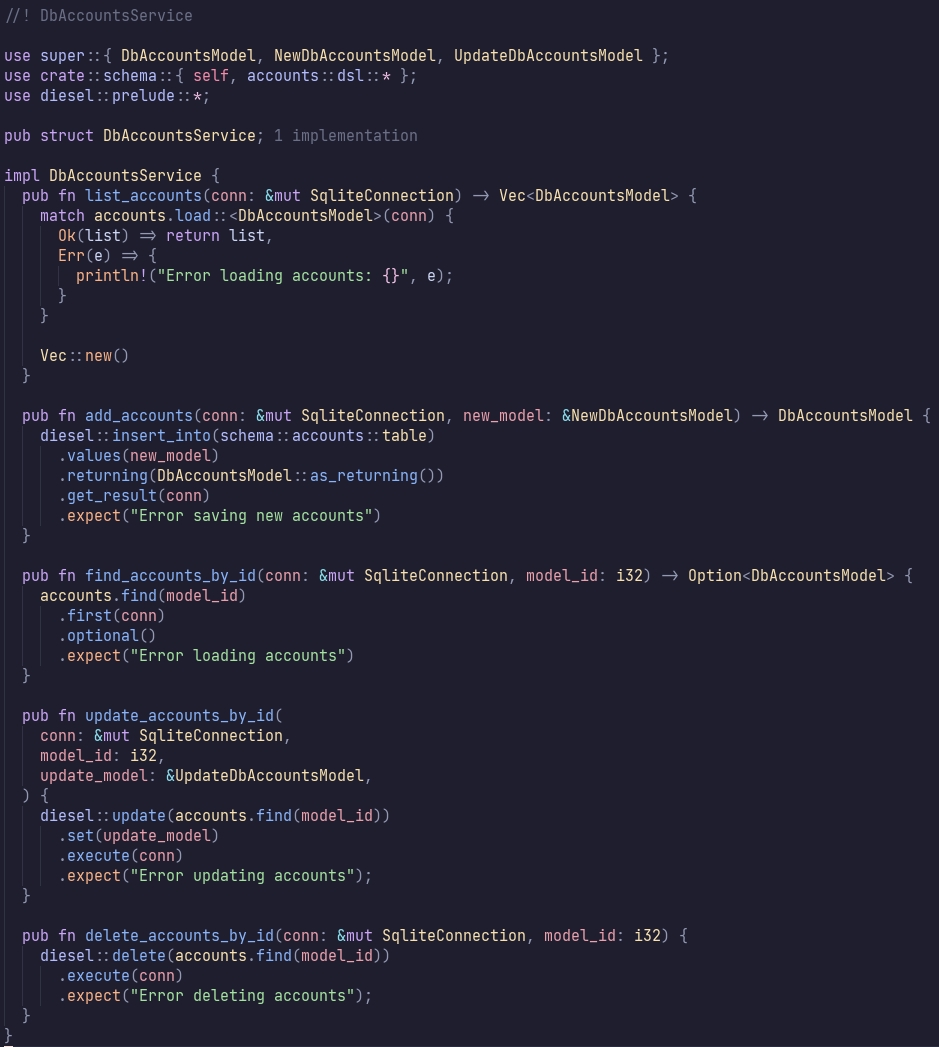 //! DbAccountsService
use super::{ DbAccountsModel, NewDbAccountsModel, UpdateDbAccountsModel };
use crate::schema::{ self, accounts::dsl::* };
use diesel::prelude::*;
pub struct DbAccountsService; 1 implementation
impl DbAccountsService {
  pub fn list_accounts(conn: &mut SqliteConnection) -> Vec<DbAccountsModel> {
    match accounts.load::<DbAccountsModel>(conn) {
      Ok(list) => return list,
      Err(e) => {
        println!("Error loading accounts: {}", e);
      }
    }
    Vec::new()
  }
  pub fn add_accounts(conn: &mut SqliteConnection, new_model: &NewDbAccountsModel) -> DbAccountsModel {
    diesel::insert_into(schema::accounts::table)
      .values(new_model)
      .returning(DbAccountsModel::as_returning())
      .get_result(conn)
      .expect("Error saving new accounts")
  }
  pub fn find_accounts_by_id(conn: &mut SqliteConnection, model_id: i32) -> Option<DbAccountsModel> {
    accounts.find(model_id)
      .first(conn)
      .optional()
      .expect("Error loading accounts")
  }
  pub fn update_accounts_by_id(
    conn: &mut SqliteConnection,
    model_id: i32,
    update_model: &UpdateDbAccountsModel,
  ) {
    diesel::update(accounts.find(model_id))
      .set(update_model)
      .execute(conn)
      .expect("Error updating accounts");
  }
  pub fn delete_accounts_by_id(conn: &mut SqliteConnection, model_id: i32) {
    diesel::delete(accounts.find(model_id))
      .execute(conn)
      .expect("Error deleting accounts");
  }
}